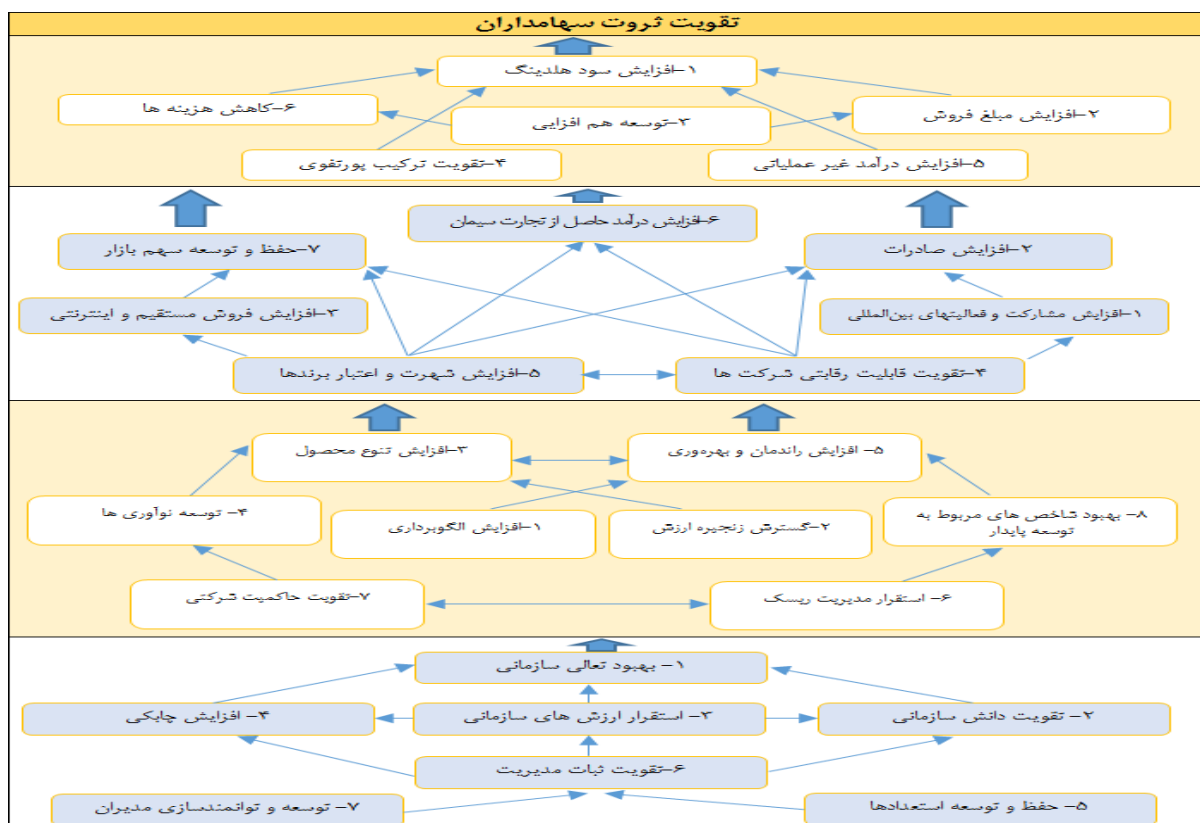 تقویت ثروت سهامداران
۱-افزایش سود هلدینگ
۲-افزایش مبلغ فروش
۳-توسعه هم افزایی
۶-کاهش هزینه ها
۵-افزایش درآمد غیر عملیاتی
۴-تقویت ترکیب پورتفوی
۶-افزایش درآمد حاصل از تجارت سیمان
۲-افزایش صادرات
۷-حفظ و توسعه سهم بازار
۱-افزایش مشارکت و فعالیتهای بین‌المللی
۳-افزایش فروش مستقیم و اینترنتی
۴-تقویت قابلیت رقابتی شرکت ها
۵-افزایش شهرت و اعتبار برندها
۵- افزایش راندمان و بهره‌وری
۳-افزایش تنوع محصول
۸- بهبود شاخص های مربوط به
توسعه پایدار
۲-گسترش زنجیره ارزش
۱-افزایش الگوبرداری
۴- توسعه نوآوری ها
۶- استقرار مدیریت ریسک
۷-تقویت حاکمیت شرکتی
۱- بهبود تعالی سازمانی
۲- تقویت دانش سازمانی
۳- استقرار ارزش های سازمانی
۴- افزایش چابکی
۶-تقویت ثبات مدیریت
۵- حفظ و توسعه استعدادها
۷- توسعه و توانمندسازی مدیران